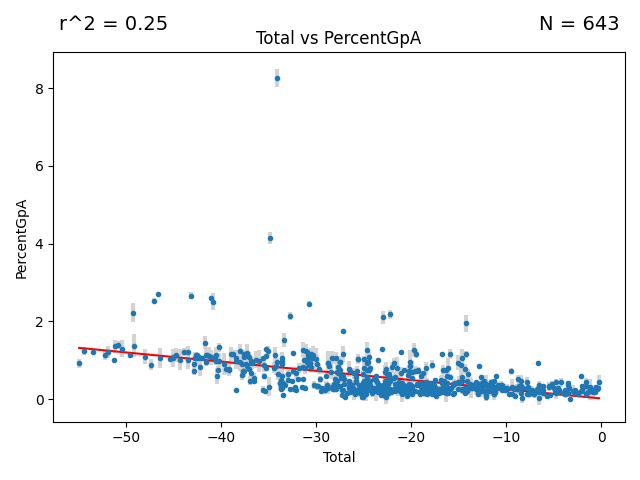 r^2 = 0.25
N = 643
Total vs PercentGpA
PercentGpA
8
6
4
2
0
−50
−40
−30
−20
−10
0
Total